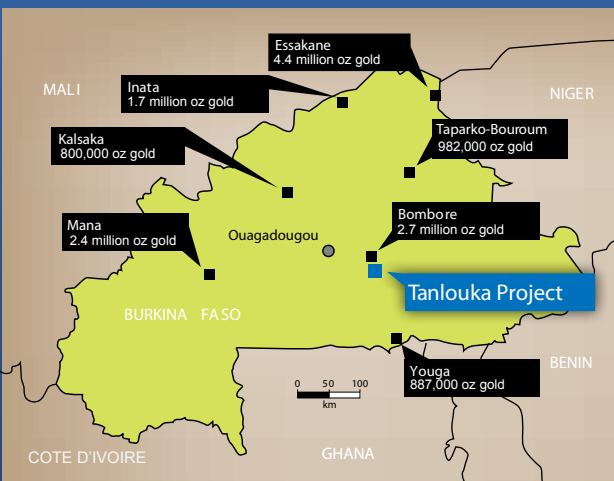 Essakane
4.4 million oz gold
MALI
Inata
1.7 million oz gold
NIGER
Kalsaka
800,000 oz gold
Taparko-Bouroum
982,000 oz gold
Mana
2.4 million oz gold
Ouagadougou
Bombore
2.7 million oz gold
Tanlouka Project
BURKINA FASO
Youga
887,000 oz gold
BENIN
0 50 100
km
COTE D'IVOIRE
GHANA